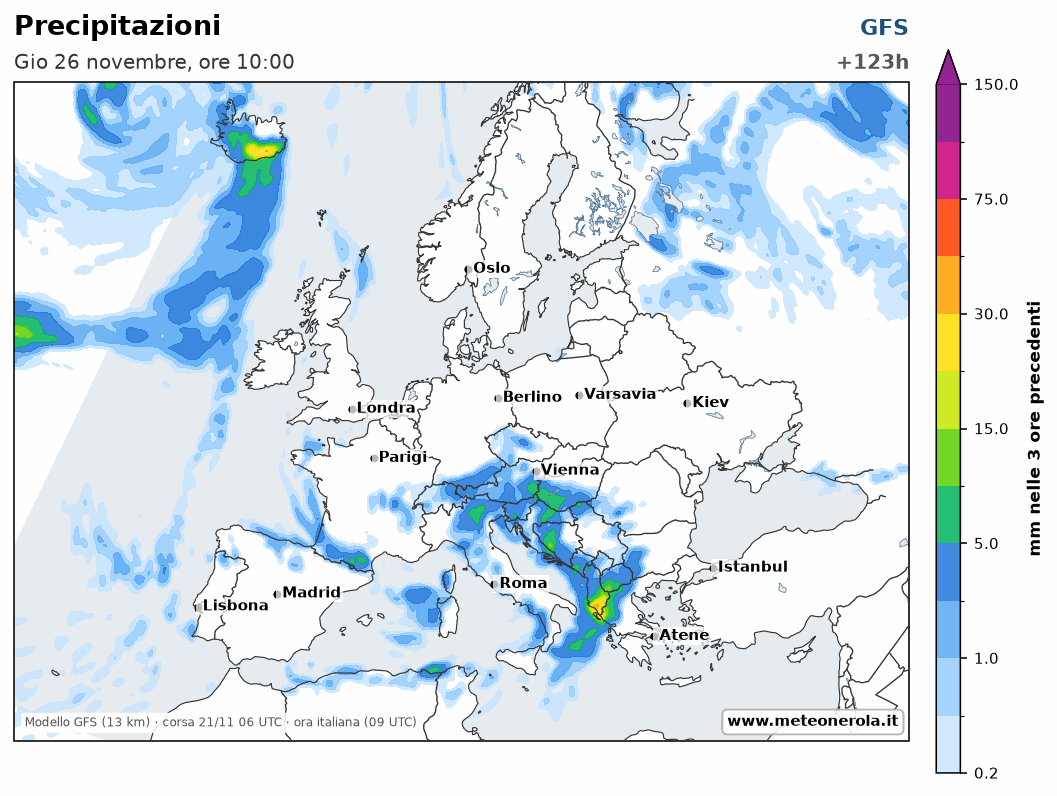 Precipitazioni
GFS
Gio 26 novembre, ore 10:00
+123h
150.0
75.0
30.0
15.0
5.0
1.0
0.2
mm nelle 3 ore precedenti
Oslo
Berlino
Varsavia
Kiev
Londra
Parigi
Vienna
Istanbul
Roma
Madrid
Lisbona
Atene
Modello GFS (13 km) · corsa 21/11 06 UTC · ora italiana (09 UTC)
www.meteonerola.it